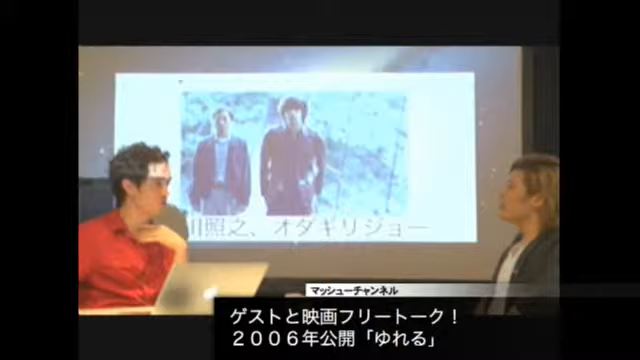 川照之、オダギリジョー
マッシューチャンネル
ゲストと映画フリートーク！
２００６年公開「ゆれる」